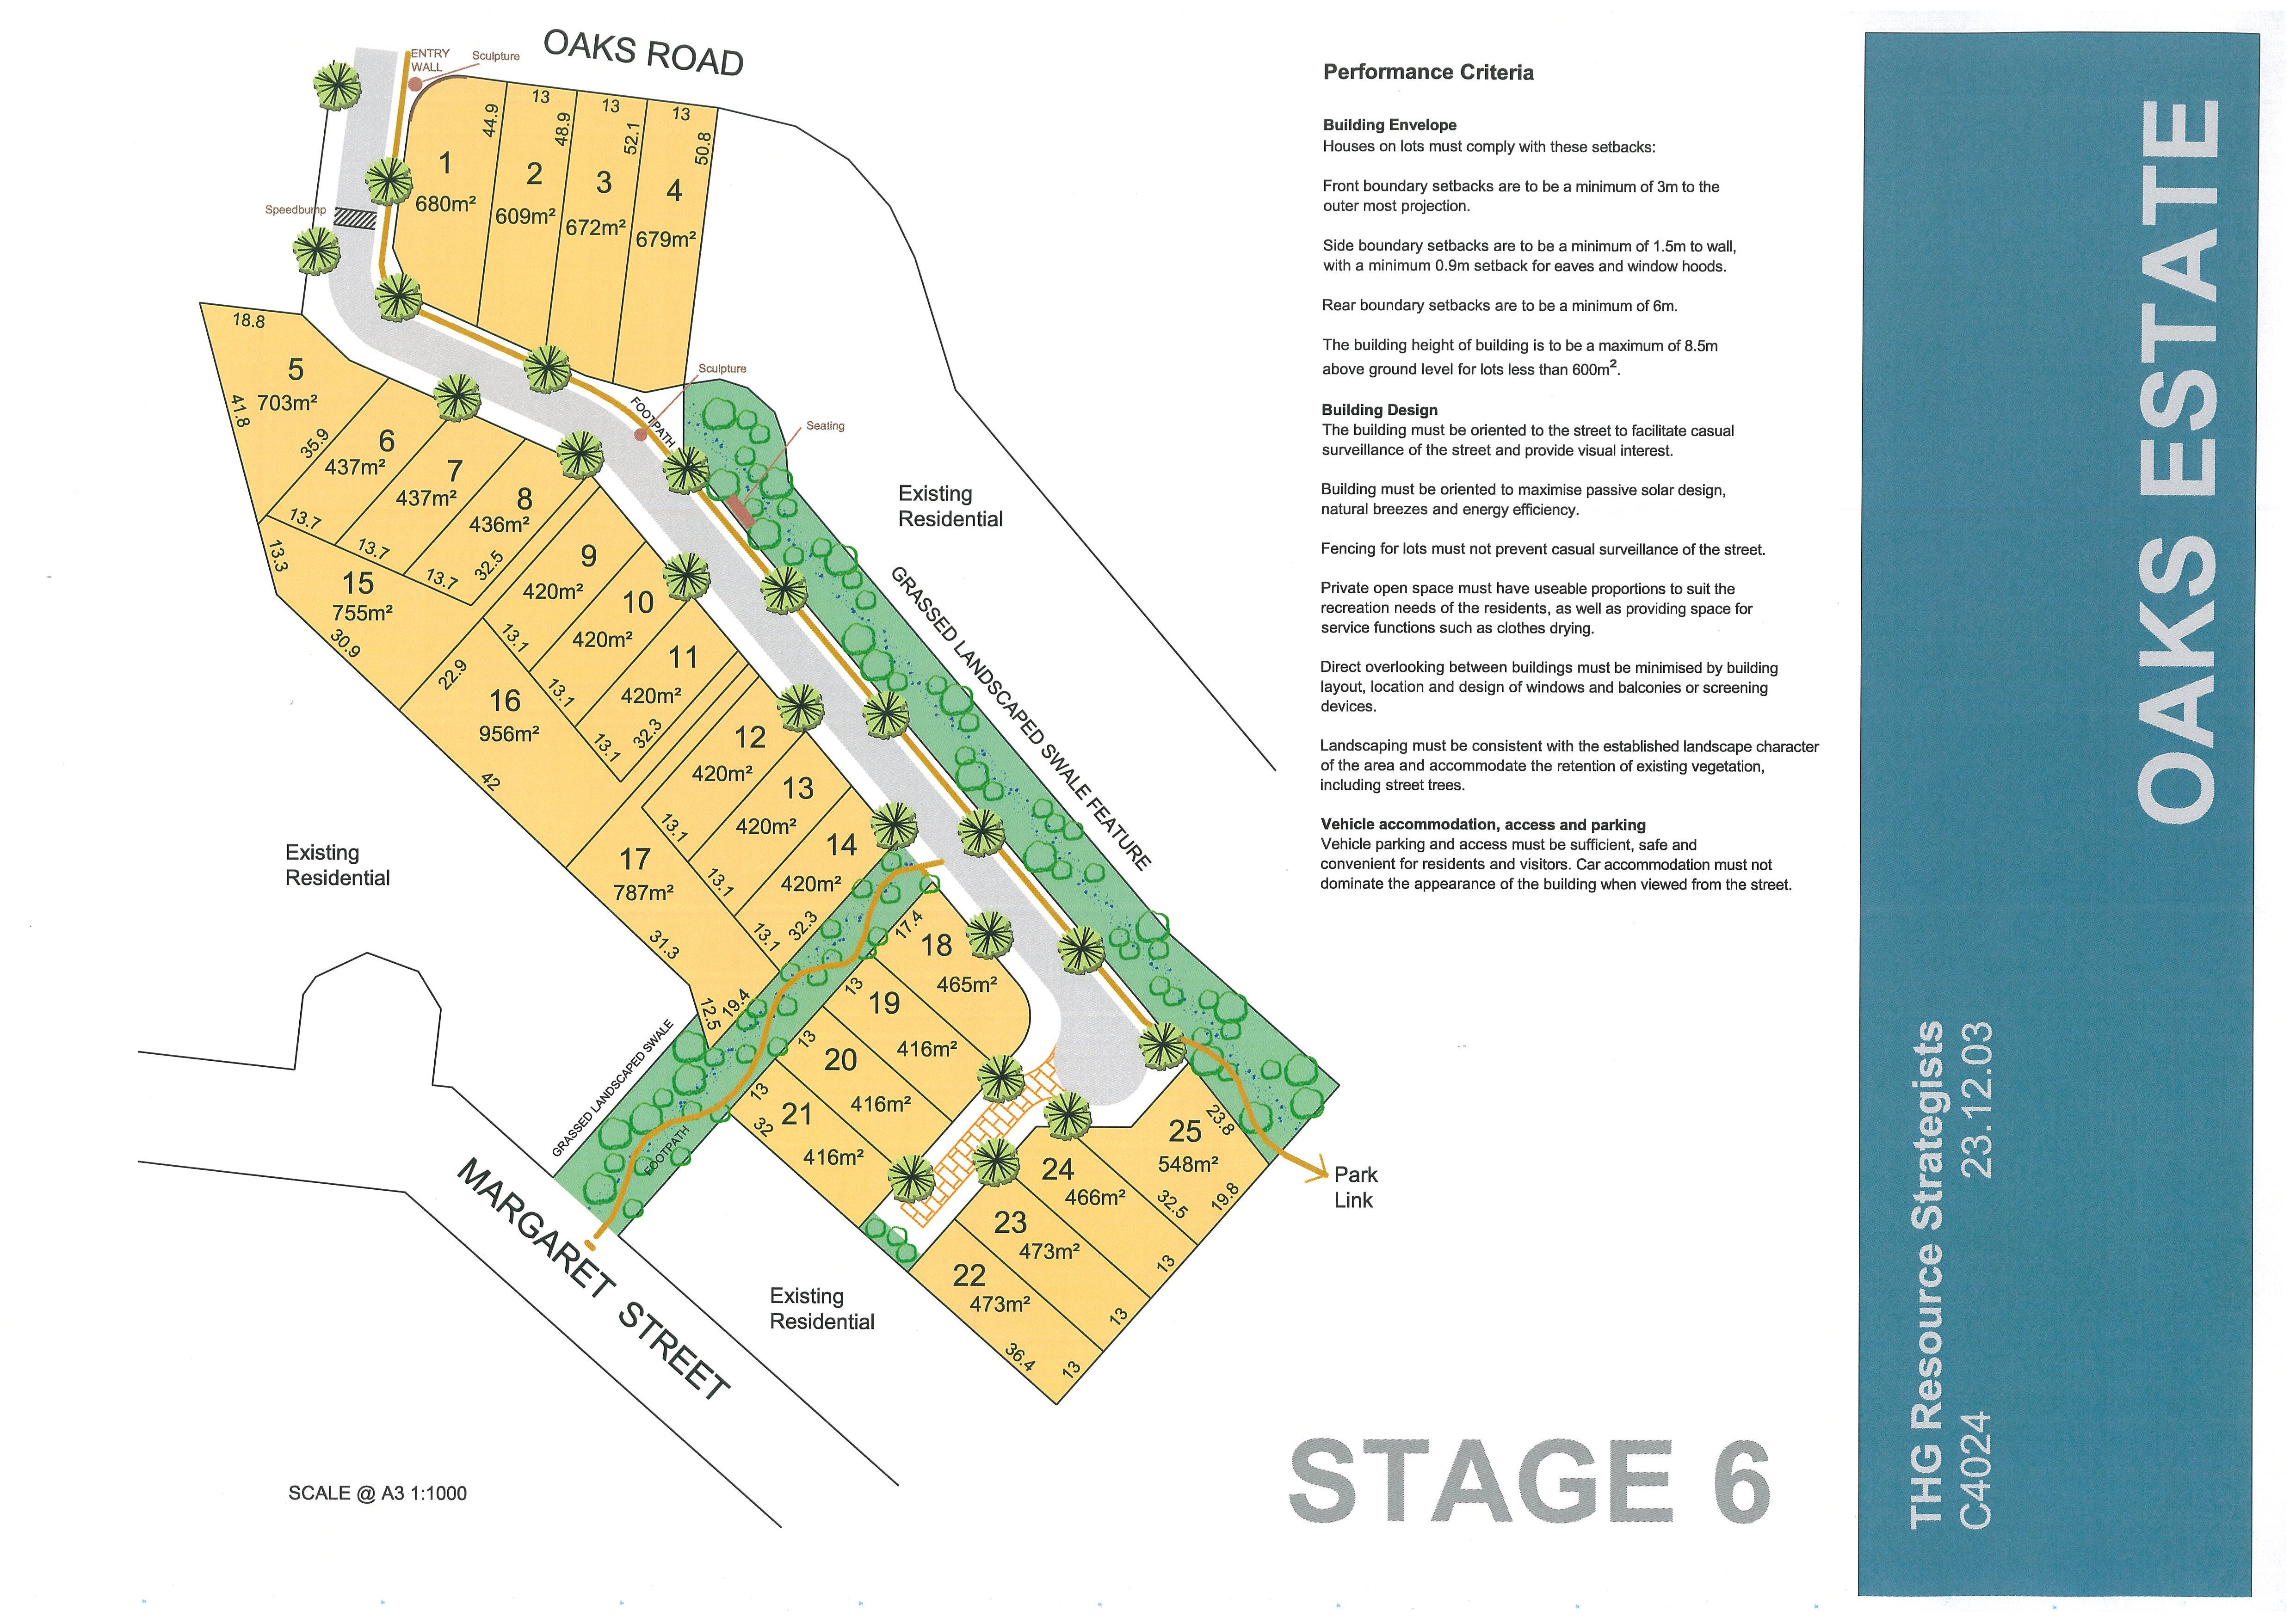 OAKS ROAD
ENTRY
WALL
Sculpture
Speedbump
1
680m²
44.9
13
2
609m²
48.9
13
3
672m²
52.1
13
4
679m²
50.8
18.8
5
703m²
41.8
35.9
6
437m²
13.7
7
437m²
13.7
8
436m²
13.7
32.5
Sculpture
FOOTPATH
Seating
Existing
Residential
GRASSED LANDSCAPED SWALE FEATURE
9
420m²
13.1
10
420m²
13.1
11
420m²
13.1
32.3
12
420m²
13.1
13
420m²
13.1
14
420m²
13.1
32.3
13.3
15
755m²
30.9
22.9
16
956m²
42
17
787m²
31.3
12.5
19.4
Existing
Residential
17.4
18
465m²
13
19
416m²
13
20
416m²
13
21
416m²
32
GRASSED LANDSCAPED SWALE
FOOTPATH
25
548m²
23.8
19.8
24
466m²
32.5
13
23
473m²
13
22
473m²
36.4
13
Park
Link
MARGARET STREET
Existing
Residential
SCALE @ A3 1:1000
Performance Criteria
Building Envelope
Houses on lots must comply with these setbacks:
Front boundary setbacks are to be a minimum of 3m to the
outer most projection.
Side boundary setbacks are to be a minimum of 1.5m to wall,
with a minimum 0.9m setback for eaves and window hoods.
Rear boundary setbacks are to be a minimum of 6m.
The building height of building is to be a maximum of 8.5m
above ground level for lots less than 600m².
Building Design
The building must be oriented to the street to facilitate casual
surveillance of the street and provide visual interest.
Building must be oriented to maximise passive solar design,
natural breezes and energy efficiency.
Fencing for lots must not prevent casual surveillance of the street.
Private open space must have useable proportions to suit the
recreation needs of the residents, as well as providing space for
service functions such as clothes drying.
Direct overlooking between buildings must be minimised by building
layout, location and design of windows and balconies or screening
devices.
Landscaping must be consistent with the established landscape character
of the area and accommodate the retention of existing vegetation,
including street trees.
Vehicle accommodation, access and parking
Vehicle parking and access must be sufficient, safe and
convenient for residents and visitors. Car accommodation must not
dominate the appearance of the building when viewed from the street.
STAGE 6
OAKS ESTATE
THG Resource Strategists
C4024 23.12.03